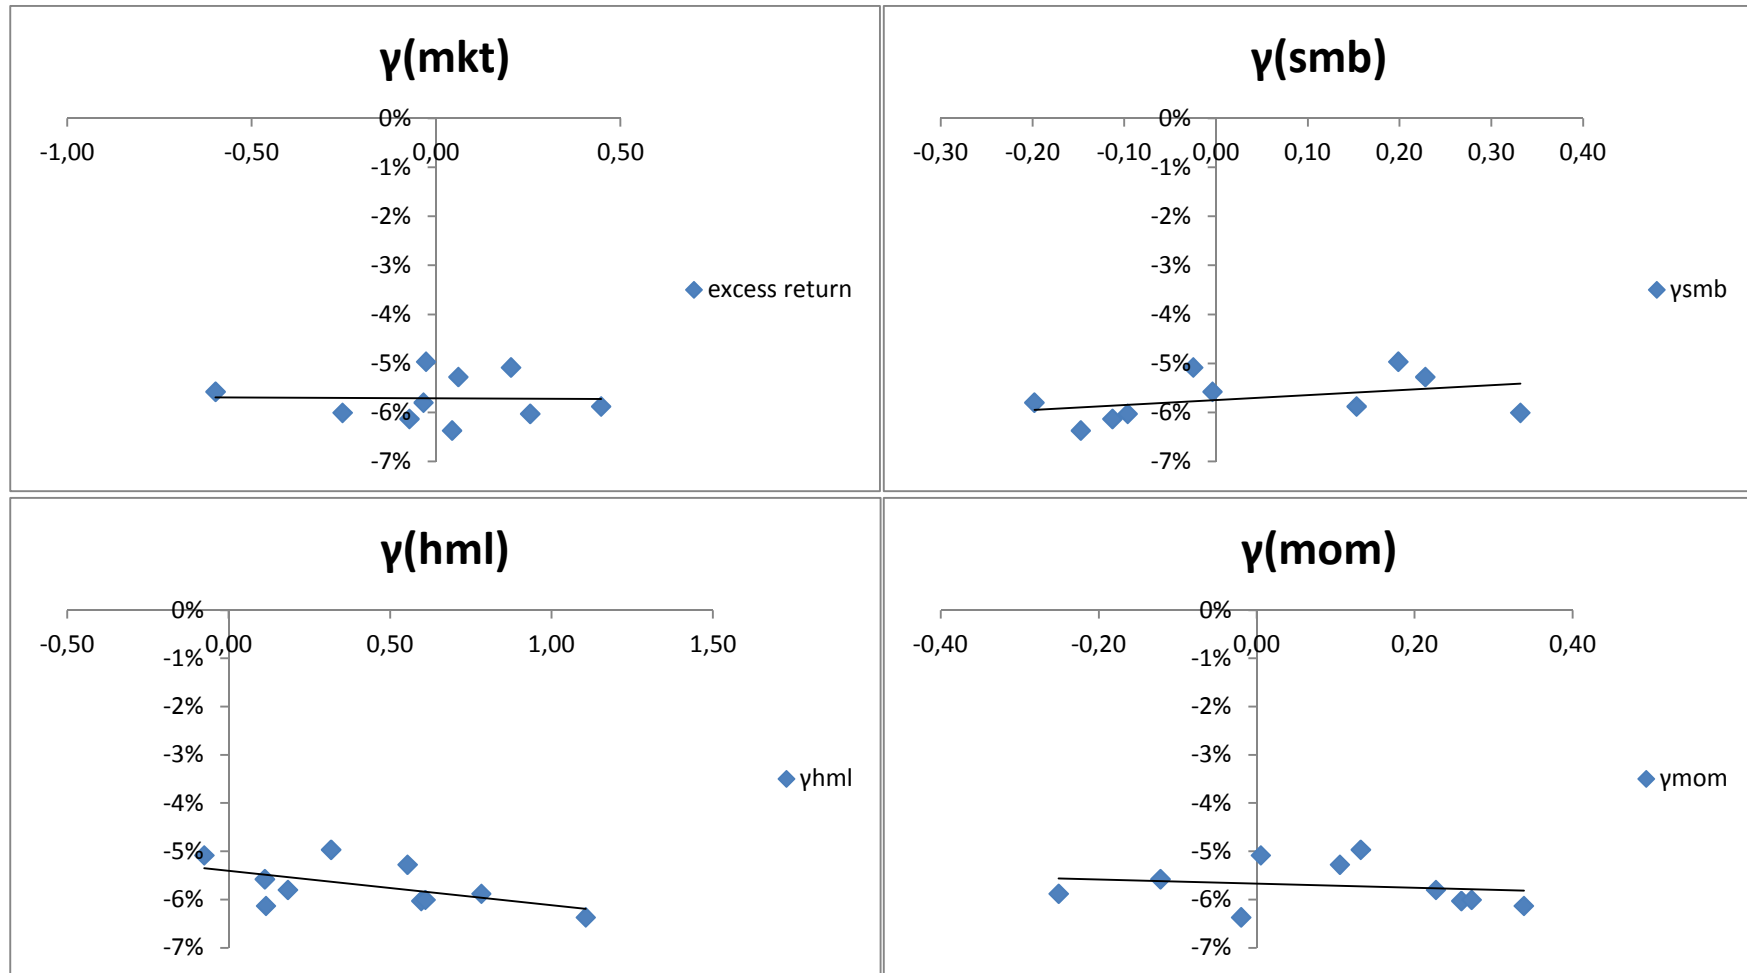 γ(mkt)
0%
-1,00 -0,50 0,00 0,50
-1%
-2%
-3%
excess return
-4%
-5%
-6%
-7%
γ(smb)
0%
-0,30 -0,20 -0,10 0,00 0,10 0,20 0,30 0,40
-1%
-2%
-3%
γsmb
-4%
-5%
-6%
-7%
γ(hml)
0%
-0,50 0,00 0,50 1,00 1,50
-1%
-2%
-3%
γhml
-4%
-5%
-6%
-7%
γ(mom)
0%
-0,40 -0,20 0,00 0,20 0,40
-1%
-2%
-3%
γmom
-4%
-5%
-6%
-7%